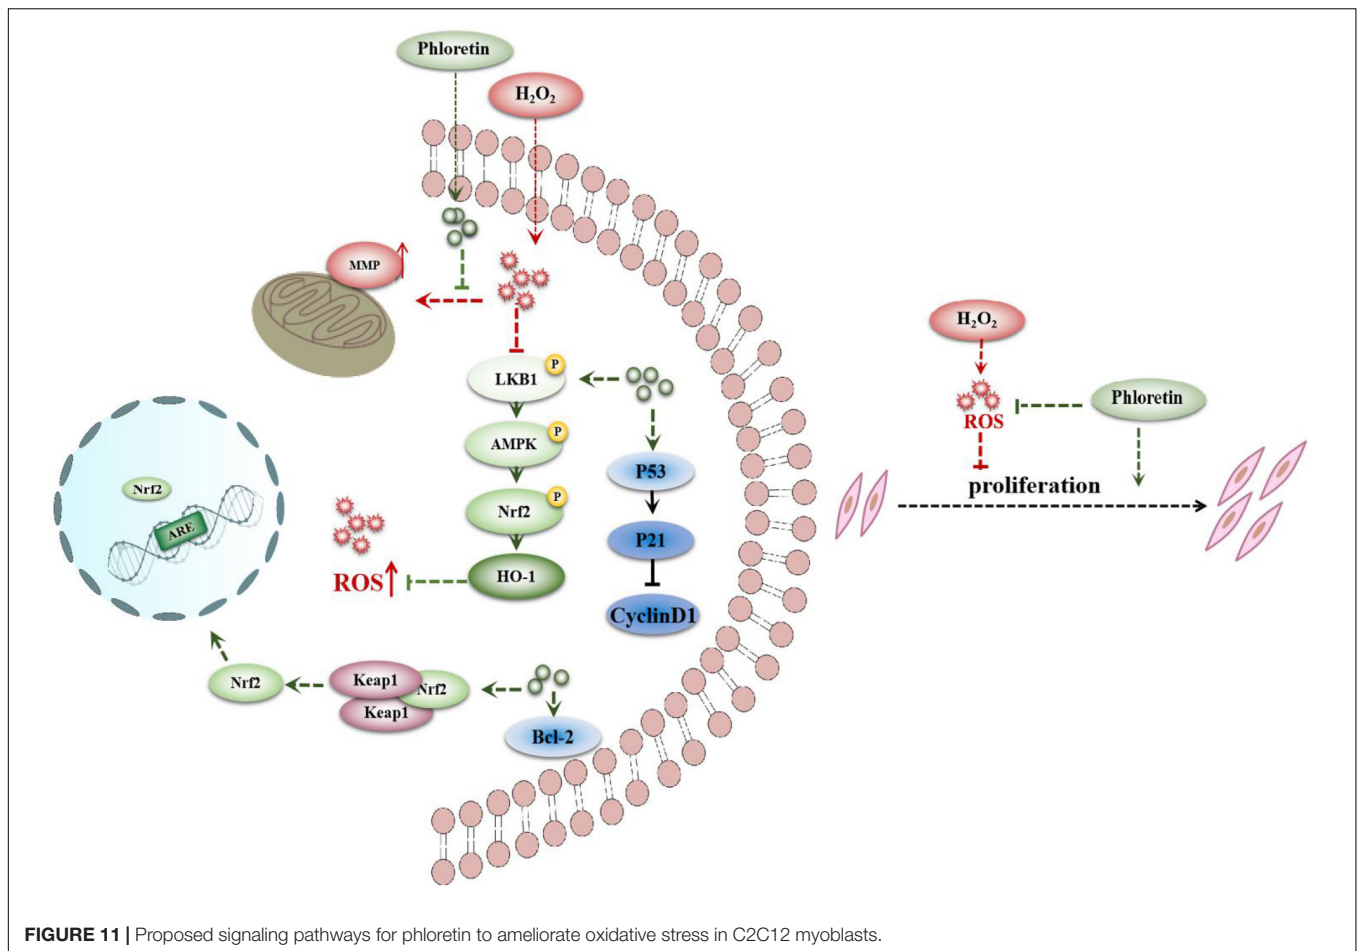 Phloretin
H₂O₂
MMP
P
LKB1
P
AMPK
P
Nrf2
HO-1
ROS
P53
P21
CyclinD1
Nrf2
ARE
Nrf2
Keap1
Nrf2
Keap1
Bcl-2
H₂O₂
ROS
Phloretin
proliferation
FIGURE 11 | Proposed signaling pathways for phloretin to ameliorate oxidative stress in C2C12 myoblasts.